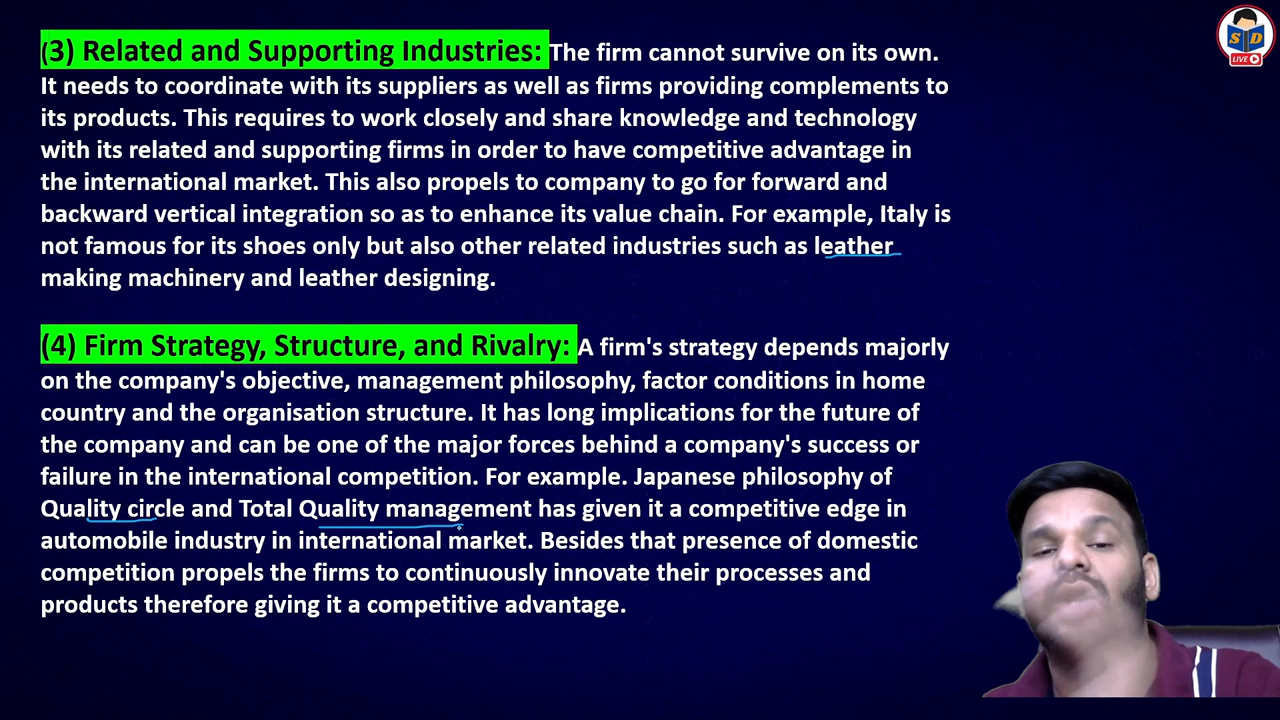 (3) Related and Supporting Industries: The firm cannot survive on its own.
It needs to coordinate with its suppliers as well as firms providing complements to
its products. This requires to work closely and share knowledge and technology
with its related and supporting firms in order to have competitive advantage in
the international market. This also propels to company to go for forward and
backward vertical integration so as to enhance its value chain. For example, Italy is
not famous for its shoes only but also other related industries such as leather
making machinery and leather designing.
(4) Firm Strategy, Structure, and Rivalry: A firm's strategy depends majorly
on the company's objective, management philosophy, factor conditions in home
country and the organisation structure. It has long implications for the future of
the company and can be one of the major forces behind a company's success or
failure in the international competition. For example. Japanese philosophy of
Quality circle and Total Quality management has given it a competitive edge in
automobile industry in international market. Besides that presence of domestic
competition propels the firms to continuously innovate their processes and
products therefore giving it a competitive advantage.
S D
LIVE